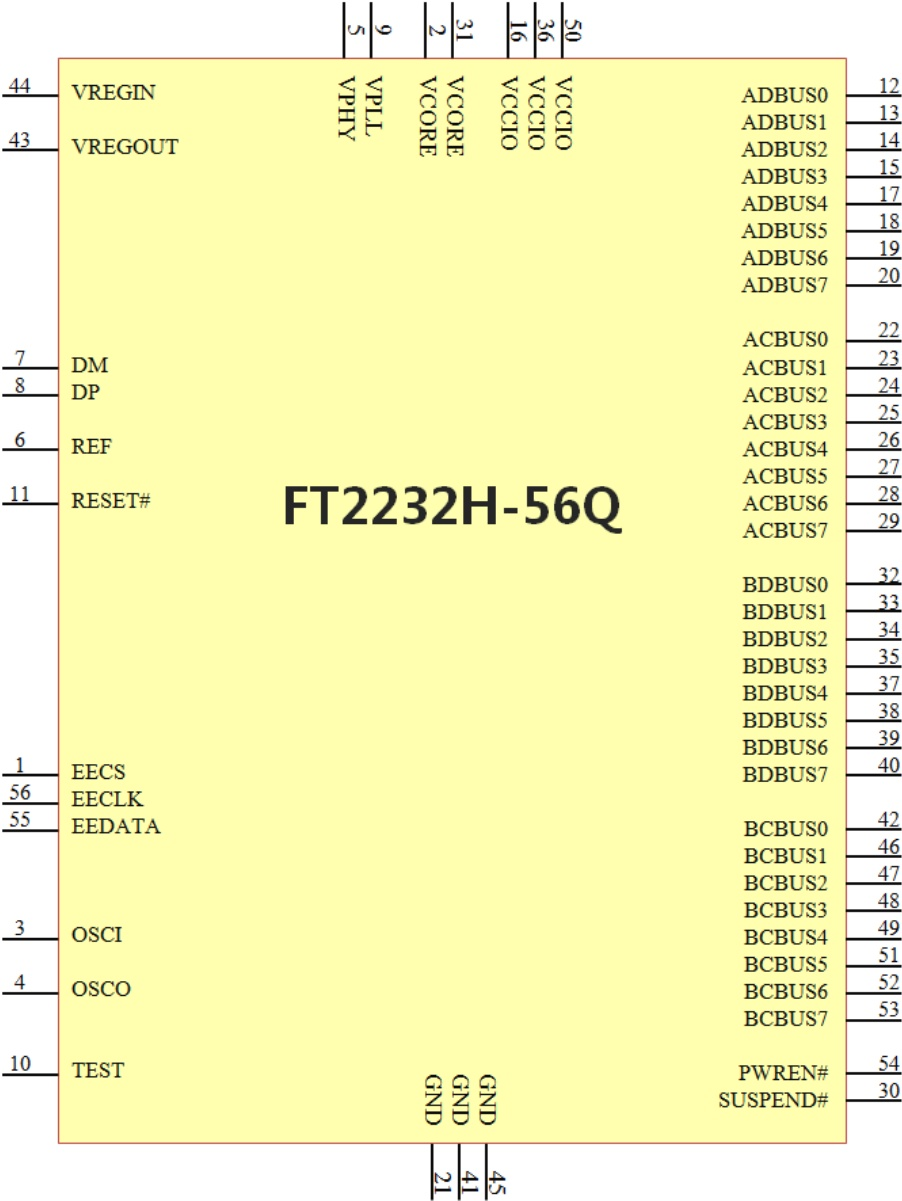 5 9 2 31 16 36 50
VPHY VPLL VCORE VCORE VCCIO VCCIO VCCIO
44 VREGIN
43 VREGOUT
7 DM
8 DP
6 REF
11 RESET#
1 EECS
56 EECLK
55 EEDATA
3 OSCI
4 OSCO
10 TEST
FT2232H-56Q
ADBUS0 12
ADBUS1 13
ADBUS2 14
ADBUS3 15
ADBUS4 17
ADBUS5 18
ADBUS6 19
ADBUS7 20
ACBUS0 22
ACBUS1 23
ACBUS2 24
ACBUS3 25
ACBUS4 26
ACBUS5 27
ACBUS6 28
ACBUS7 29
BDBUS0 32
BDBUS1 33
BDBUS2 34
BDBUS3 35
BDBUS4 37
BDBUS5 38
BDBUS6 39
BDBUS7 40
BCBUS0 42
BCBUS1 46
BCBUS2 47
BCBUS3 48
BCBUS4 49
BCBUS5 51
BCBUS6 52
BCBUS7 53
PWREN# 54
SUSPEND# 30
GND GND GND
21 41 45